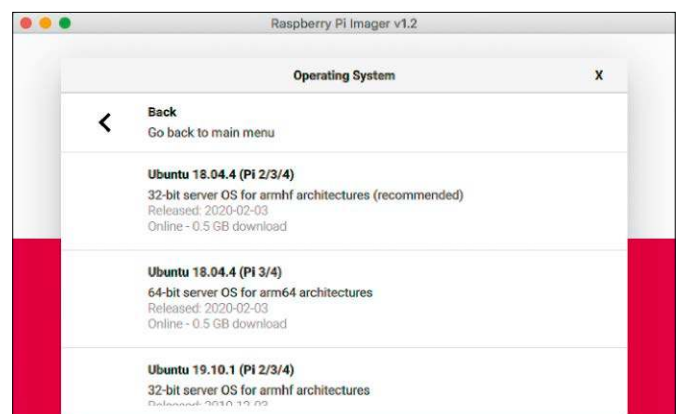 Raspberry Pi Imager v1.2
Operating System X
Back
Go back to main menu
Ubuntu 18.04.4 (Pi 2/3/4)
32-bit server OS for armhf architectures (recommended)
Released: 2020-02-03
Online - 0.5 GB download
Ubuntu 18.04.4 (Pi 3/4)
64-bit server OS for arm64 architectures
Released: 2020-02-03
Online - 0.5 GB download
Ubuntu 19.10.1 (Pi 2/3/4)
32-bit server OS for armhf architectures